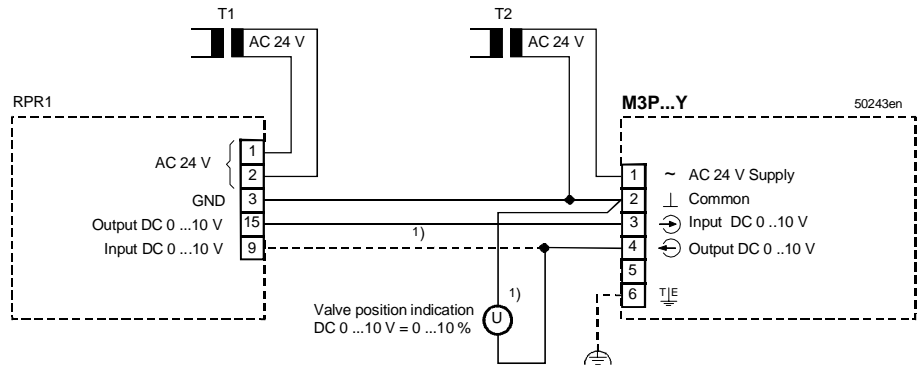 T1
T2
AC 24 V
AC 24 V
RPR1
M3P...Y
50243en
AC 24 V
1
2
GND
3
Output DC 0 ...10 V
15
Input DC 0 ...10 V
9
1)
1
~
AC 24 V Supply
2
⊥
Common
3
Input DC 0 ..10 V
4
Output DC 0 ..10 V
5
6
T E
Valve position indication
DC 0 ...10 V = 0 ...10 %
1)
U